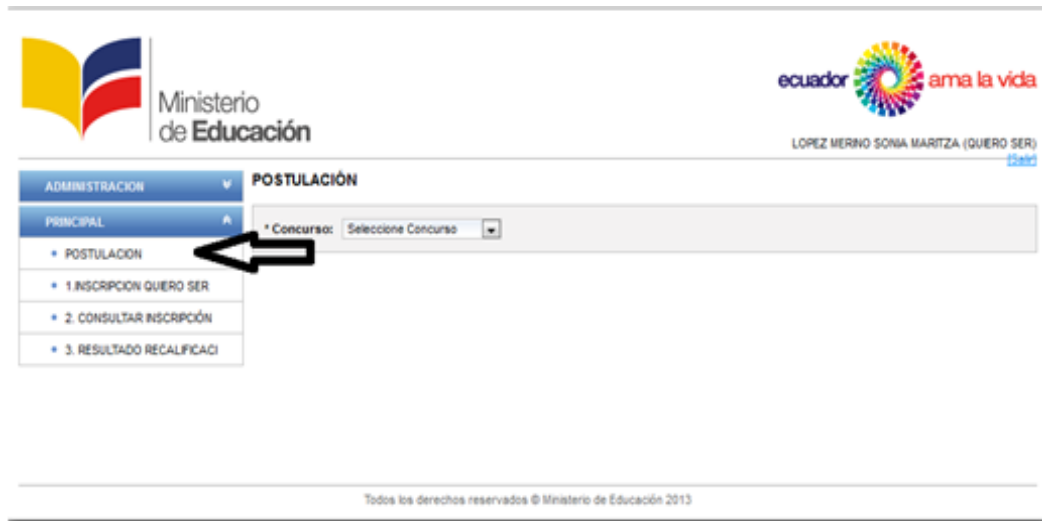 Ministerio
de Educación
ecuador ama la vida
LOPEZ MERINO SONIA MARITZA (QUIERO SER)
[Salir]
ADMINISTRACION
PRINCIPAL
• POSTULACION
• 1.INSCRIPCION QUIERO SER
• 2. CONSULTAR INSCRIPCIÓN
• 3. RESULTADO RECALIFICACI
POSTULACIÓN
* Concurso: Seleccione Concurso
Todos los derechos reservados © Ministerio de Educación 2013